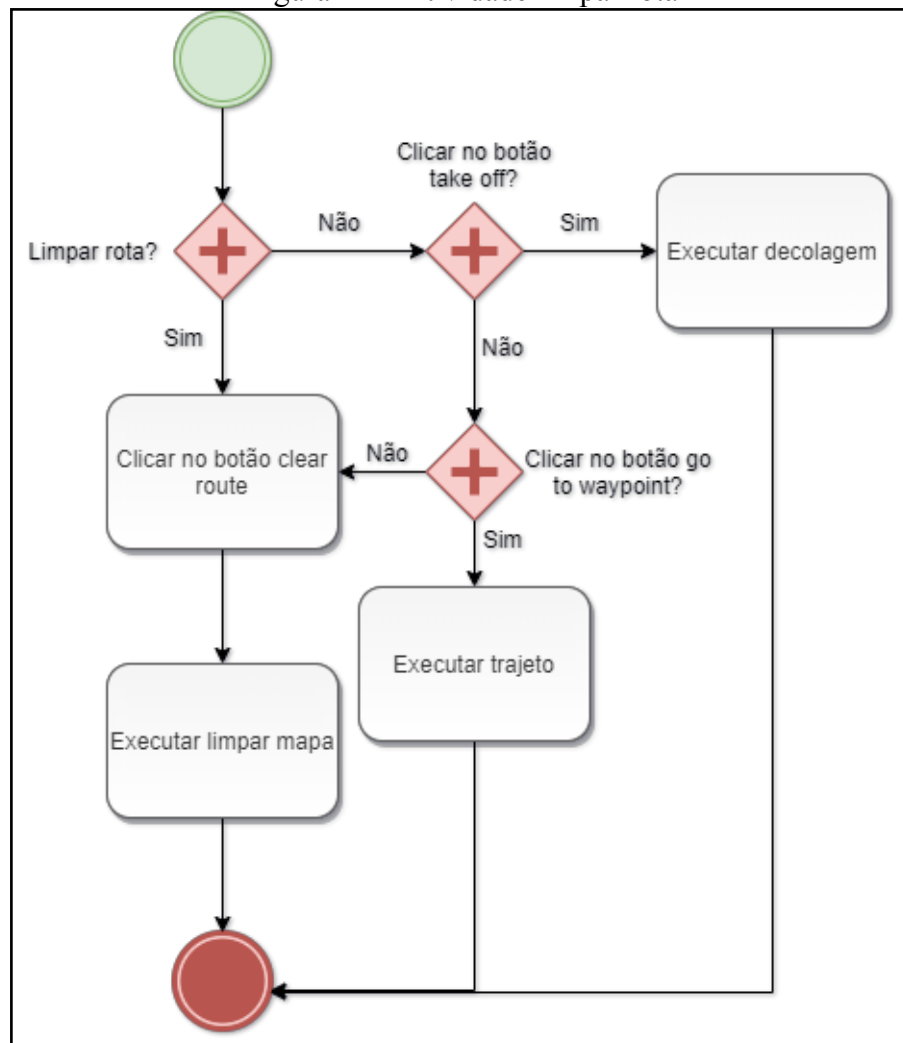 Clicar no botão
take off?
Limpar rota?
Não
Sim
Executar decolagem
Sim
Não
Clicar no botão clear
route
Não
Clicar no botão go
to waypoint?
Sim
Executar trajeto
Executar limpar mapa